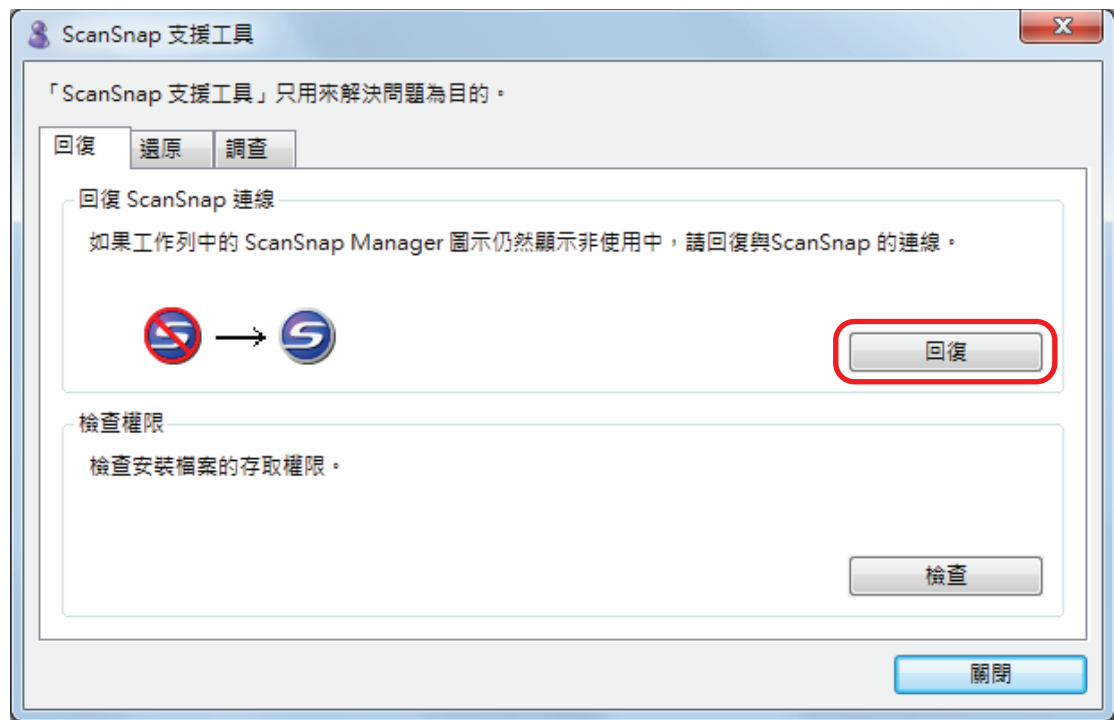 ScanSnap 支援工具
「ScanSnap 支援工具」只用來解決問題為目的。
回復 還原 調查
回復 ScanSnap 連線
如果工作列中的 ScanSnap Manager 圖示仍然顯示非使用中，請回復與ScanSnap 的連線。
回復
檢查權限
檢查安裝檔案的存取權限。
檢查
關閉